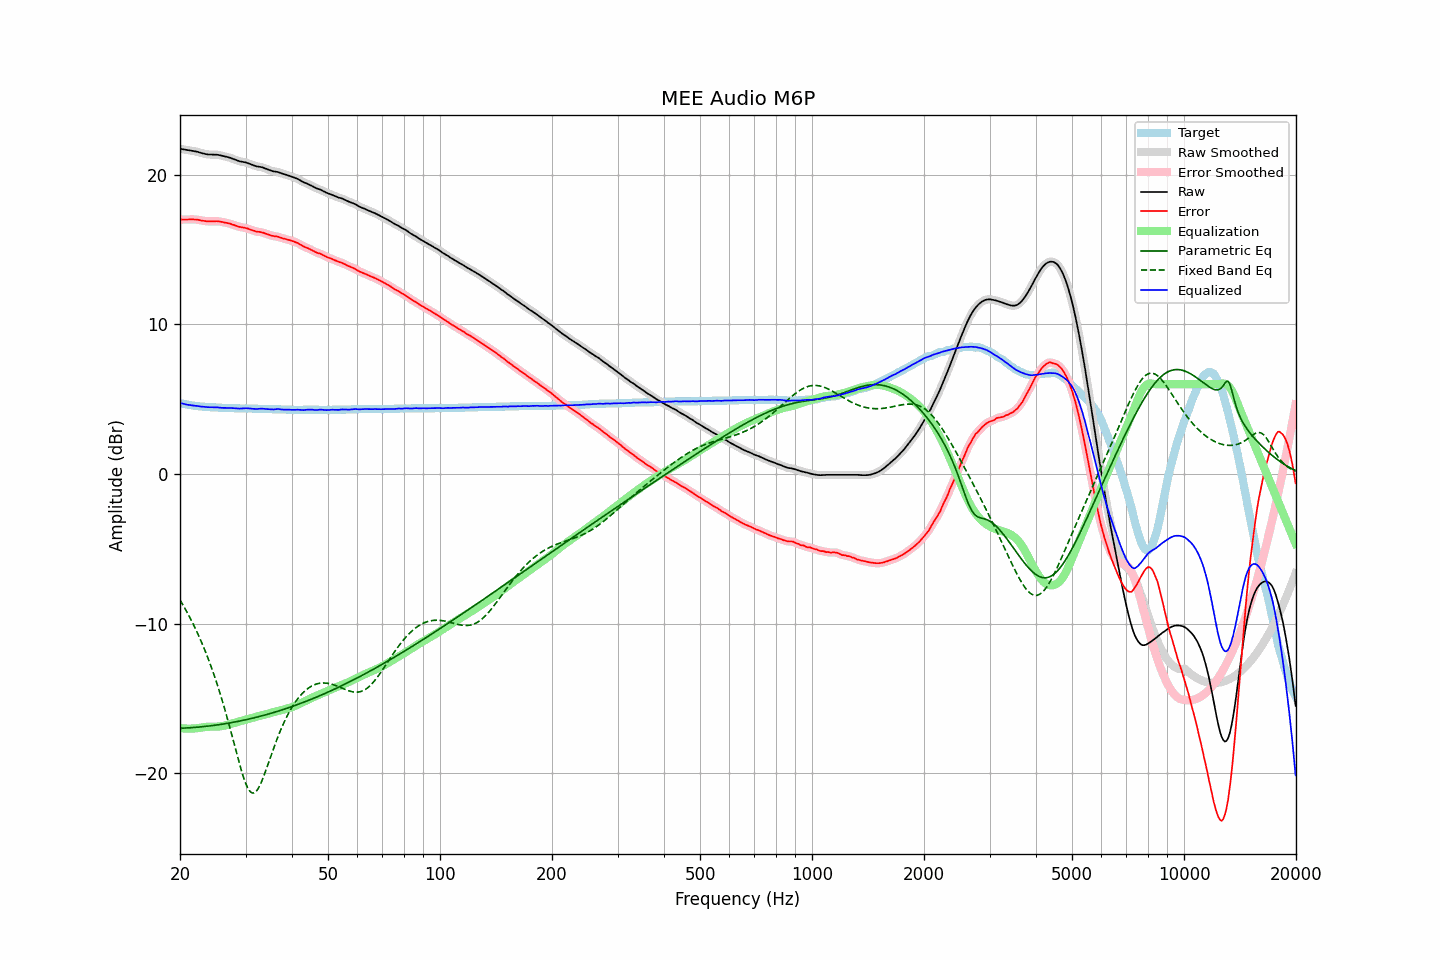 MEE Audio M6P
Target
Raw Smoothed
Error Smoothed
Raw
Error
Equalization
Parametric Eq
Fixed Band Eq
Equalized
Amplitude (dBr)
20
10
0
−10
−20
20 50 100 200 500 1000 2000 5000 10000 20000
Frequency (Hz)